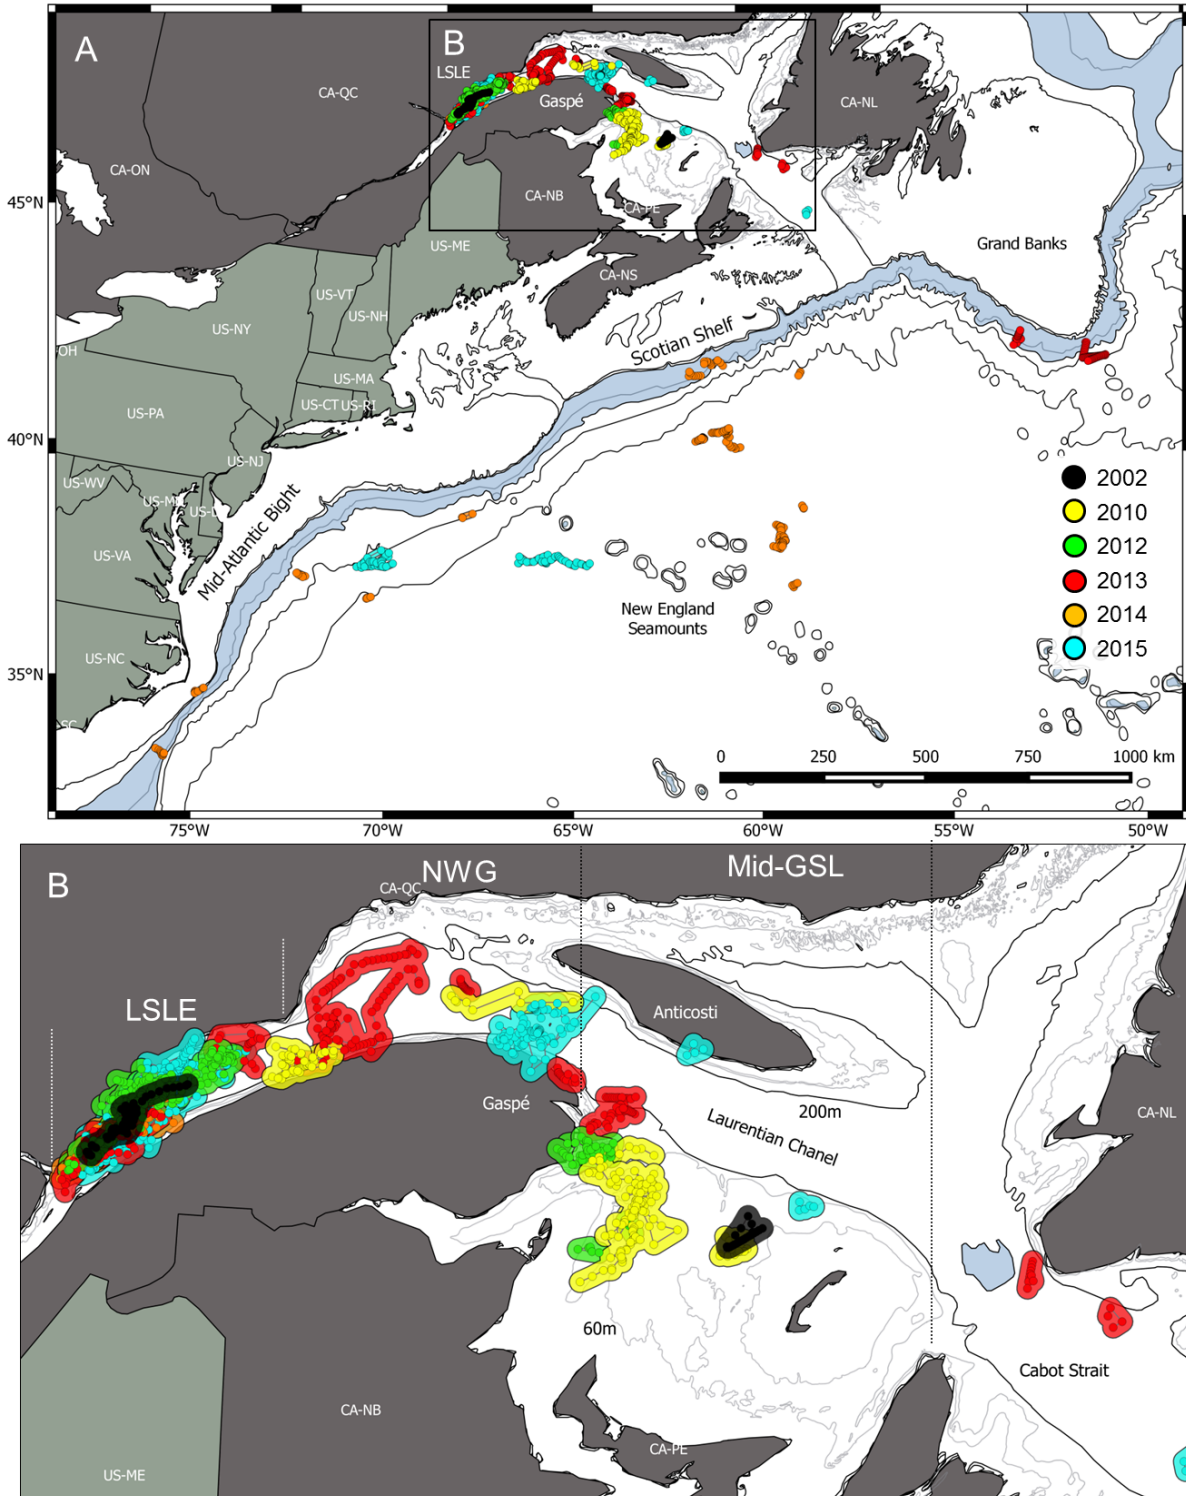 A
B
LSLE
CA-QC
Gaspé
CA-NL
CA-ON
CA-NB
CA-PE
45°N
US-ME
Grand Banks
CA-NS
US-VT
US-NH
US-NY
Scotian Shelf
OH
US-MA
US-CT
US-RI
US-PA
40°N
US-NJ
US-WV
2002
2010
2012
2013
2014
2015
US-VA
Mid-Atlantic Bight
New England
Seamounts
US-NC
35°N
SC
0 250 500 750 1000 km
75°W 70°W 65°W 60°W 55°W 50°W
B
NWG
Mid-GSL
CA-QC
LSLE
Anticosti
Gaspé
200m
Laurentian Chanel
CA-NL
60m
Cabot Strait
CA-NB
CA-PE
US-ME